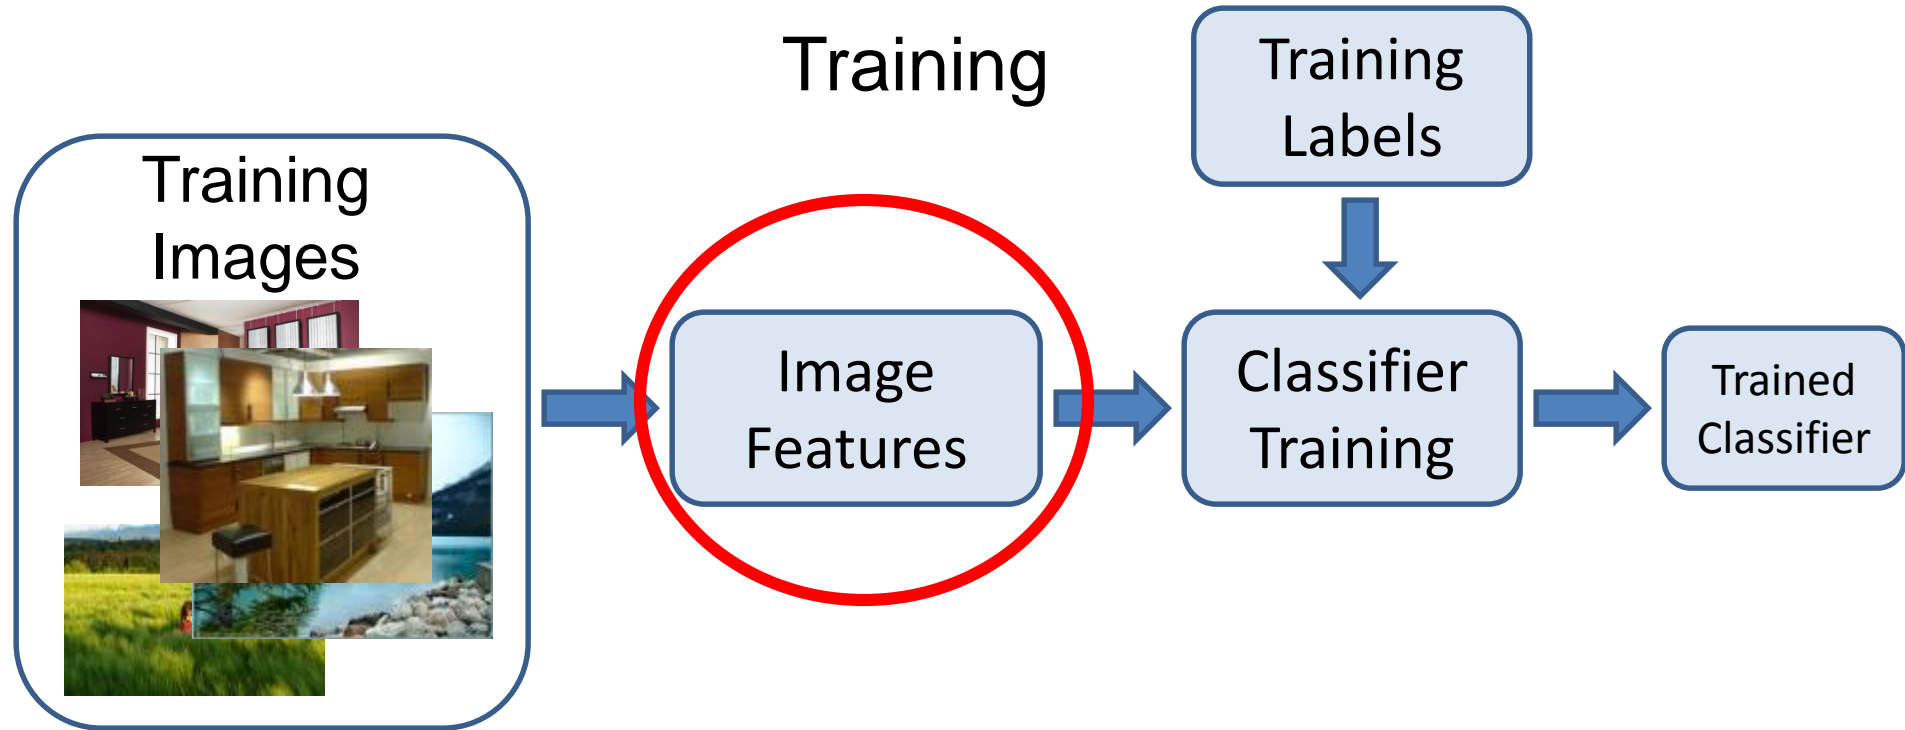 Training
Training
Labels
Training
Images
Image
Features
Classifier
Training
Trained
Classifier